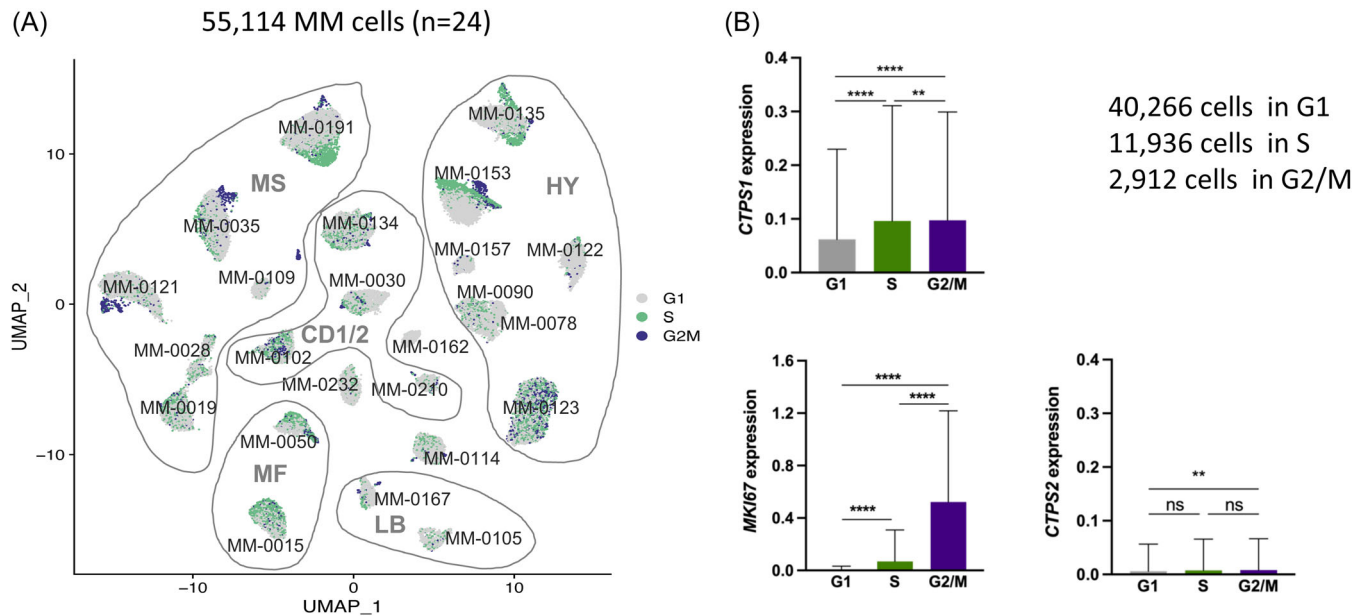 (A)
55,114 MM cells (n=24)
UMAP_2
10
0
−10
−10
0
10
UMAP_1
MM-0191
MS
MM-0035
MM-0109
MM-0121
MM-0028
MM-0019
MM-0134
MM-0030
CD1/2
MM-0102
MM-0162
MM-0232
MM-0210
MM-0135
MM-0153
HY
MM-0157
MM-0122
MM-0090
MM-0078
MM-0123
MM-0050
MF
MM-0015
MM-0114
MM-0167
LB
MM-0105
G1
S
G2M
(B)
CTPS1 expression
0.4
0.3
0.2
0.1
0.0
****
**** **
G1 S G2/M
40,266 cells in G1
11,936 cells in S
2,912 cells in G2/M
MKI67 expression
1.6
1.2
0.8
0.4
0.0
****
****
****
G1 S G2/M
CTPS2 expression
0.4
0.3
0.2
0.1
0.0
**
ns ns
G1 S G2/M